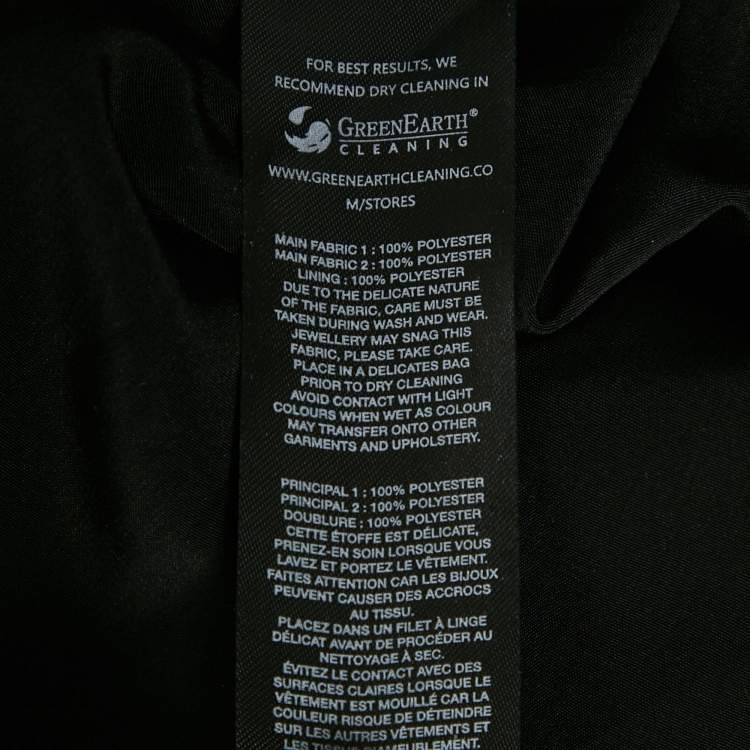 FOR BEST RESULTS, WE
RECOMMEND DRY CLEANING IN
GREENEARTH®
CLEANING
WWW.GREENEARTHCLEANING.CO
M/STORES
MAIN FABRIC 1 : 100% POLYESTER
MAIN FABRIC 2 : 100% POLYESTER
LINING : 100% POLYESTER
DUE TO THE DELICATE NATURE
OF THE FABRIC, CARE MUST BE
TAKEN DURING WASH AND WEAR.
JEWELLERY MAY SNAG THIS
FABRIC, PLEASE TAKE CARE.
PLACE IN A DELICATES BAG
PRIOR TO DRY CLEANING
AVOID CONTACT WITH LIGHT
COLOURS WHEN WET AS COLOUR
MAY TRANSFER ONTO OTHER
GARMENTS AND UPHOLSTERY.
PRINCIPAL 1 : 100% POLYESTER
PRINCIPAL 2 : 100% POLYESTER
DOUBLURE : 100% POLYESTER
CETTE ÉTOFFE EST DÉLICATE,
PRENEZ-EN SOIN LORSQUE VOUS
LAVEZ ET PORTEZ LE VÊTEMENT.
FAITES ATTENTION CAR LES BIJOUX
PEUVENT CAUSER DES ACCROCS
AU TISSU.
PLACEZ DANS UN FILET À LINGE
DÉLICAT AVANT DE PROCÉDER AU
NETTOYAGE À SEC.
ÉVITEZ LE CONTACT AVEC DES
SURFACES CLAIRES LORSQUE LE
VÊTEMENT EST MOUILLÉ CAR LA
COULEUR RISQUE DE DÉTEINDRE
SUR LES AUTRES VÊTEMENTS ET
LES TISSUS D'AMEUBLEMENT.